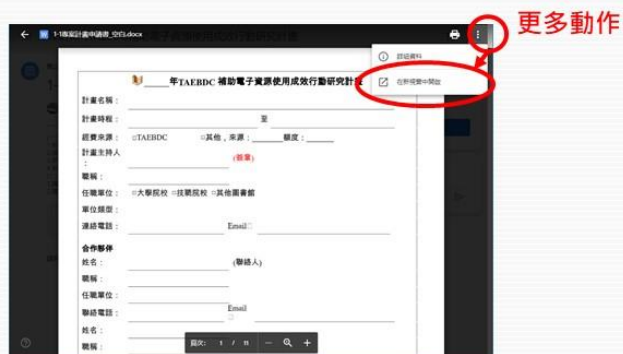 更多動作
1-1專案計畫申請書_空白.docx
詳細資料
在新視窗中開啟
年TAEBDC 補助電子資源使用成效行動研究計畫
計畫名稱：
計畫時程： 至
經費來源： □TAEBDC □其他，來源： 額度：
計畫主持人： (簽章)
職稱：
任職單位： □大學院校 □技職院校 □其他圖書館
單位類型：
連絡電話： Email：
合作夥伴
姓名： (聯絡人)
職稱：
任職單位：
聯絡電話： Email
姓名：
職稱：
頁次： 1 / 11